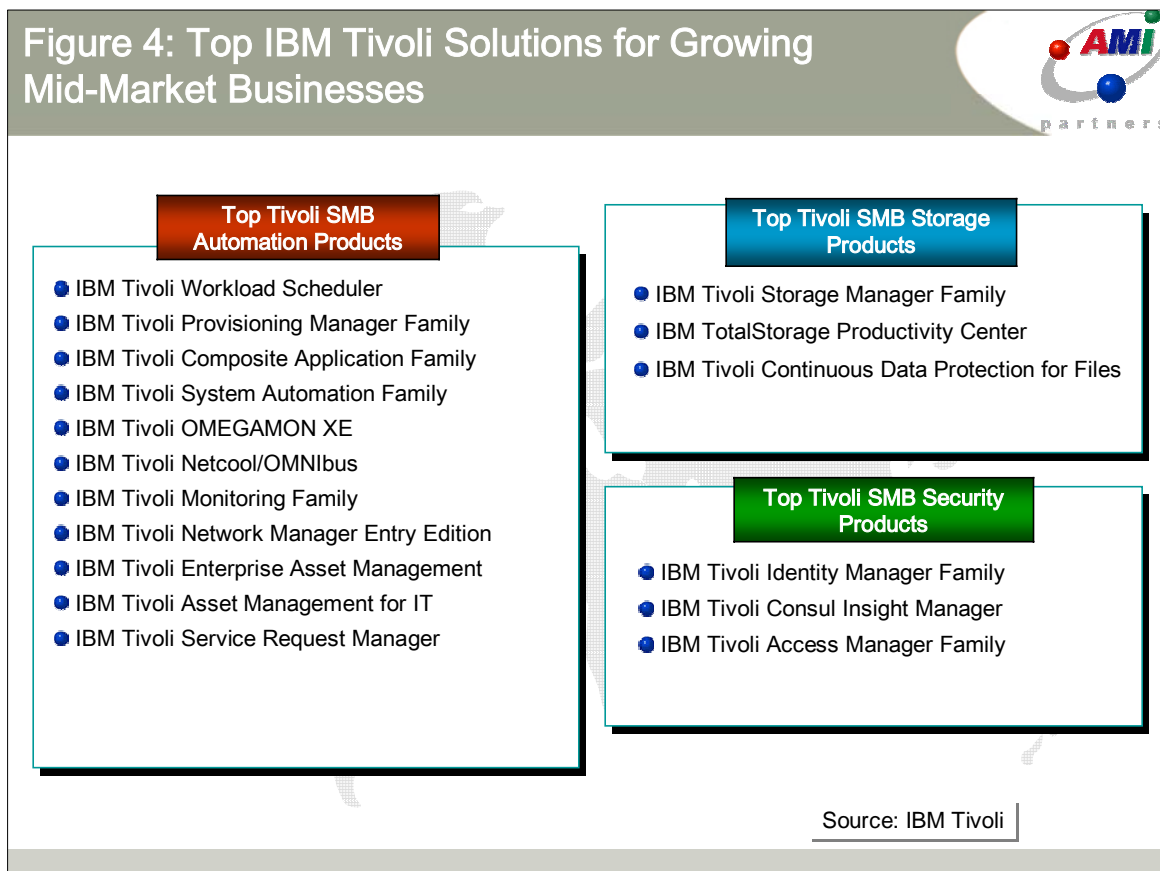 Figure 4: Top IBM Tivoli Solutions for Growing
Mid-Market Businesses
AMI
partners
Top Tivoli SMB
Automation Products
IBM Tivoli Workload Scheduler
IBM Tivoli Provisioning Manager Family
IBM Tivoli Composite Application Family
IBM Tivoli System Automation Family
IBM Tivoli OMEGAMON XE
IBM Tivoli Netcool/OMNIbus
IBM Tivoli Monitoring Family
IBM Tivoli Network Manager Entry Edition
IBM Tivoli Enterprise Asset Management
IBM Tivoli Asset Management for IT
IBM Tivoli Service Request Manager
Top Tivoli SMB Storage
Products
IBM Tivoli Storage Manager Family
IBM TotalStorage Productivity Center
IBM Tivoli Continuous Data Protection for Files
Top Tivoli SMB Security
Products
IBM Tivoli Identity Manager Family
IBM Tivoli Consul Insight Manager
IBM Tivoli Access Manager Family
Source: IBM Tivoli